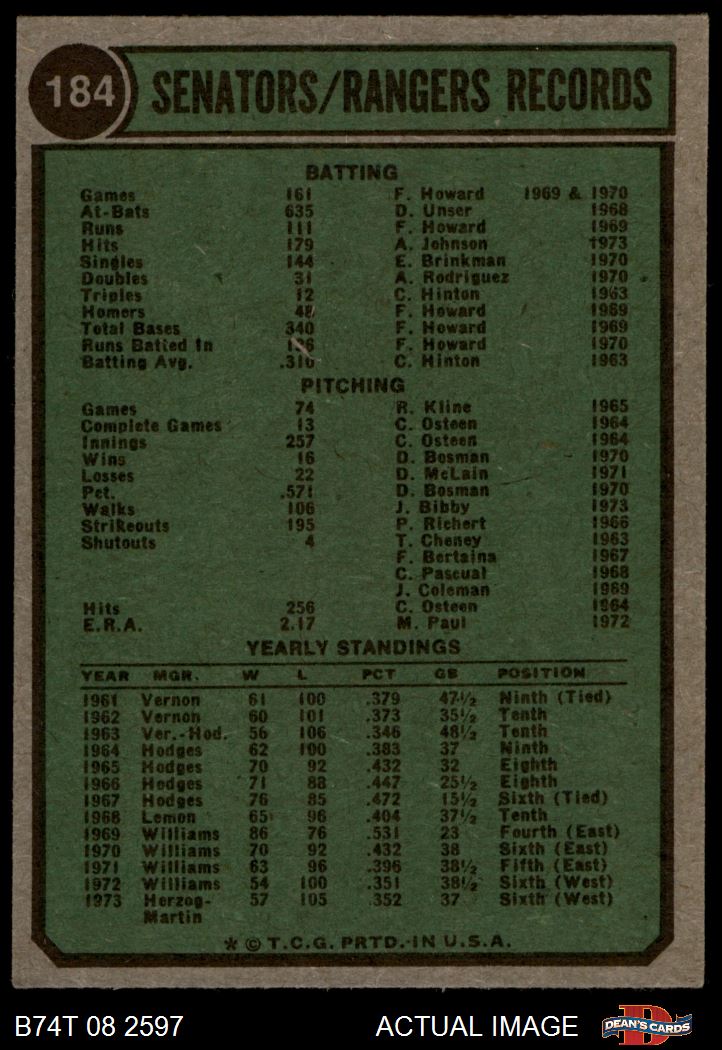 184 SENATORS/RANGERS RECORDS
BATTING
Games 161 F. Howard 1969 & 1970
At-Bats 635 D. Unser 1968
Runs 111 F. Howard 1969
Hits 179 A. Johnson 1973
Singles 144 E. Brinkman 1970
Doubles 31 A. Rodriguez 1970
Triples 12 C. Hinton 1963
Homers 48 F. Howard 1969
Total Bases 340 F. Howard 1969
Runs Batted In F. Howard 1970
Batting Avg. .310 C. Hinton 1963
PITCHING
Games 74 R. Kline 1965
Complete Games 13 C. Osteen 1964
Innings 257 C. Osteen 1964
Wins 16 D. Bosman 1970
Losses 22 D. McLain 1971
Pct. .571 D. Bosman 1970
Walks 106 J. Bibby 1973
Strikeouts 195 P. Richert 1966
Shutouts 4 T. Cheney 1963
F. Bertaina 1967
C. Pascual 1968
J. Coleman 1969
Hits 256 C. Osteen 1964
E.R.A. 2.17 M. Paul 1972
YEARLY STANDINGS
YEAR MGR. W L PCT GB POSITION
1961 Vernon 61 100 .379 47½ Ninth (Tied)
1962 Vernon 60 101 .373 35½ Tenth
1963 Ver.-Hod. 56 106 .346 48½ Tenth
1964 Hodges 62 100 .383 37 Ninth
1965 Hodges 70 92 .432 32 Eighth
1966 Hodges 71 88 .447 25½ Eighth
1967 Hodges 76 85 .472 15½ Sixth (Tied)
1968 Lemon 65 96 .404 37½ Tenth
1969 Williams 86 76 .531 23 Fourth (East)
1970 Williams 70 92 .432 38 Sixth (East)
1971 Williams 63 96 .396 38½ Fifth (East)
1972 Williams 54 100 .351 38½ Sixth (West)
1973 Herzog- 57 105 .352 37 Sixth (West)
Martin
* © T.C.G. PRTD. IN U.S.A.
B74T 08 2597 ACTUAL IMAGE D DEAN'S CARDS